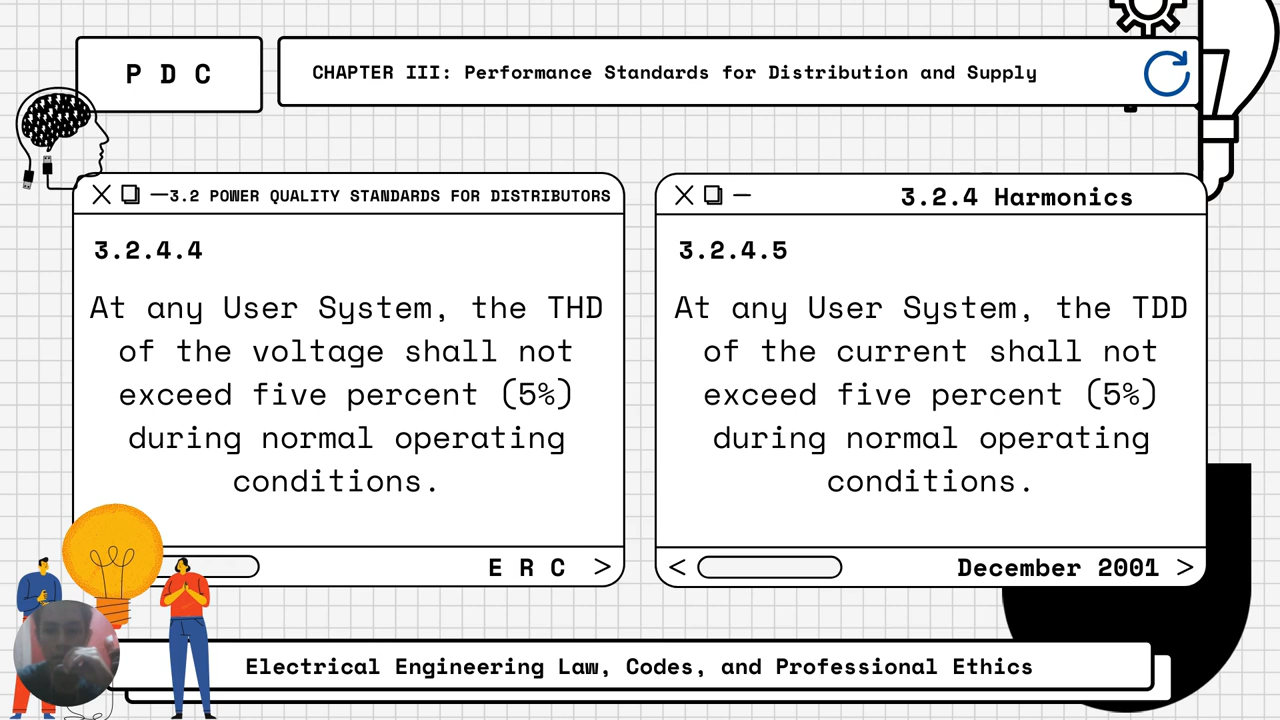 P D C
CHAPTER III: Performance Standards for Distribution and Supply
3.2 POWER QUALITY STANDARDS FOR DISTRIBUTORS
3.2.4.4
At any User System, the THD
of the voltage shall not
exceed five percent (5%)
during normal operating
conditions.
E R C >
3.2.4 Harmonics
3.2.4.5
At any User System, the TDD
of the current shall not
exceed five percent (5%)
during normal operating
conditions.
< December 2001 >
Electrical Engineering Law, Codes, and Professional Ethics